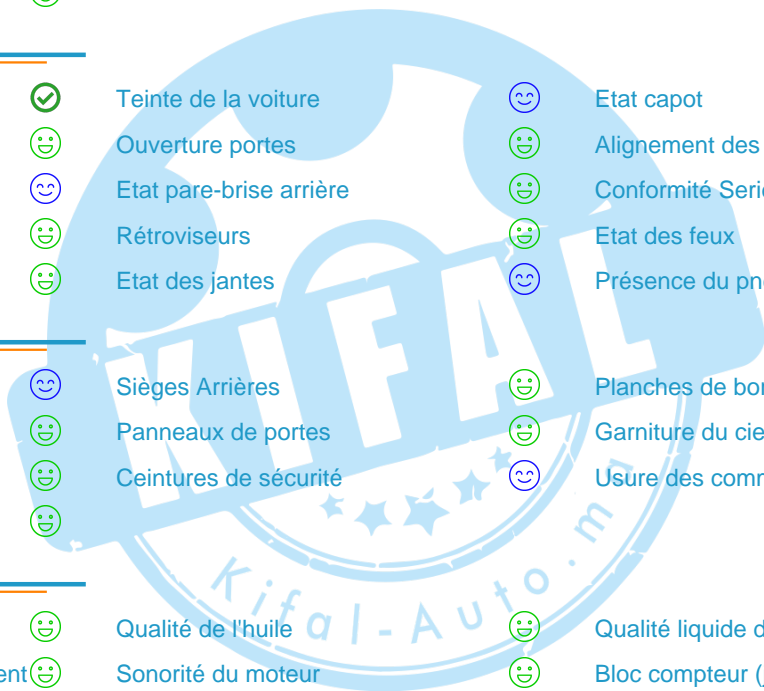 Teinte de la voiture Etat capot
Ouverture portes Alignement des
Etat pare-brise arrière Conformité Seri
Rétroviseurs Etat des feux
Etat des jantes Présence du pn
KIFAL
Sièges Arrières Planches de bor
Panneaux de portes Garniture du cie
Ceintures de sécurité Usure des comm
Kifal-Auto.m
Qualité de l'huile Qualité liquide d
ent Sonorité du moteur Bloc compteur (